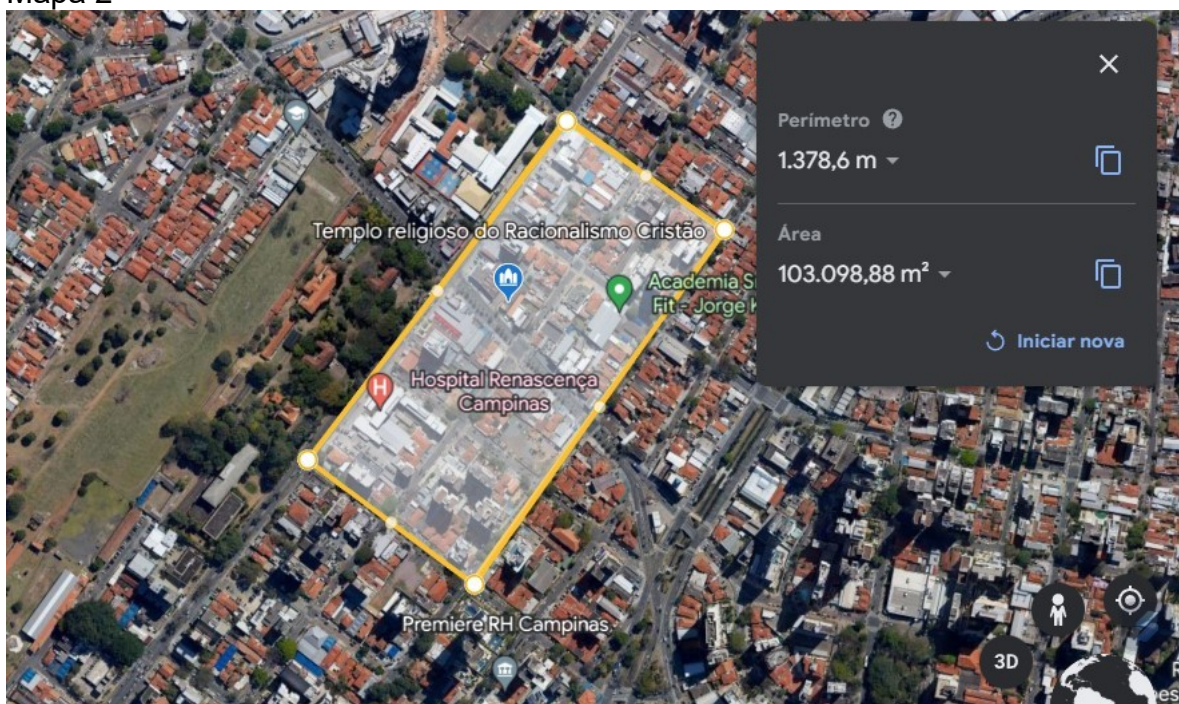 Mapa 2
Perímetro
1.378,6 m
Área
103.098,88 m²
Iniciar nova
Templo religioso do Racionalismo Cristão
Academia S
Fit - Jorge K
Hospital Renascença
Campinas
H
Premiere RH Campinas
3D